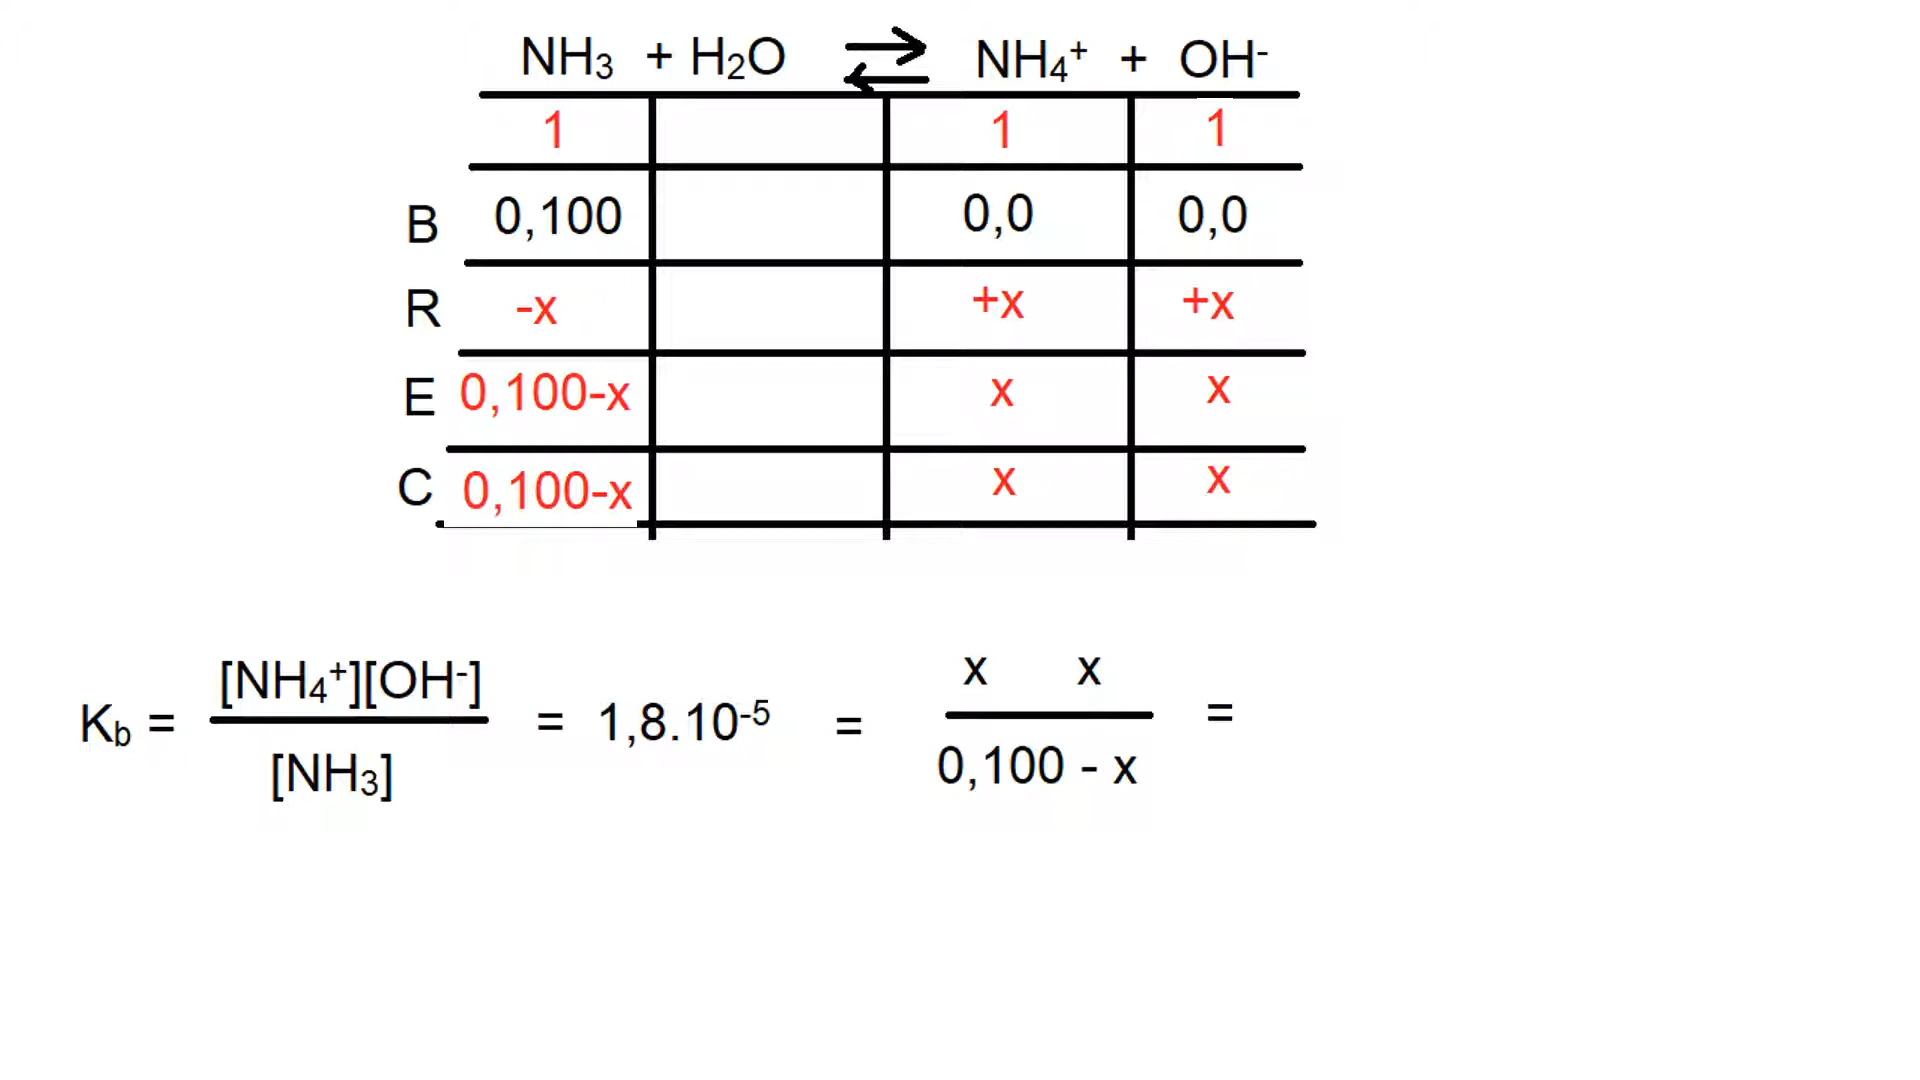 NH₃ + H₂O ⇄ NH₄⁺ + OH⁻
1 1 1
B 0,100 0,0 0,0
R -x +x +x
E 0,100-x x x
C 0,100-x x x
[NH₄⁺][OH⁻] x x
K_b = = 1,8.10⁻⁵ = =
[NH₃] 0,100 - x